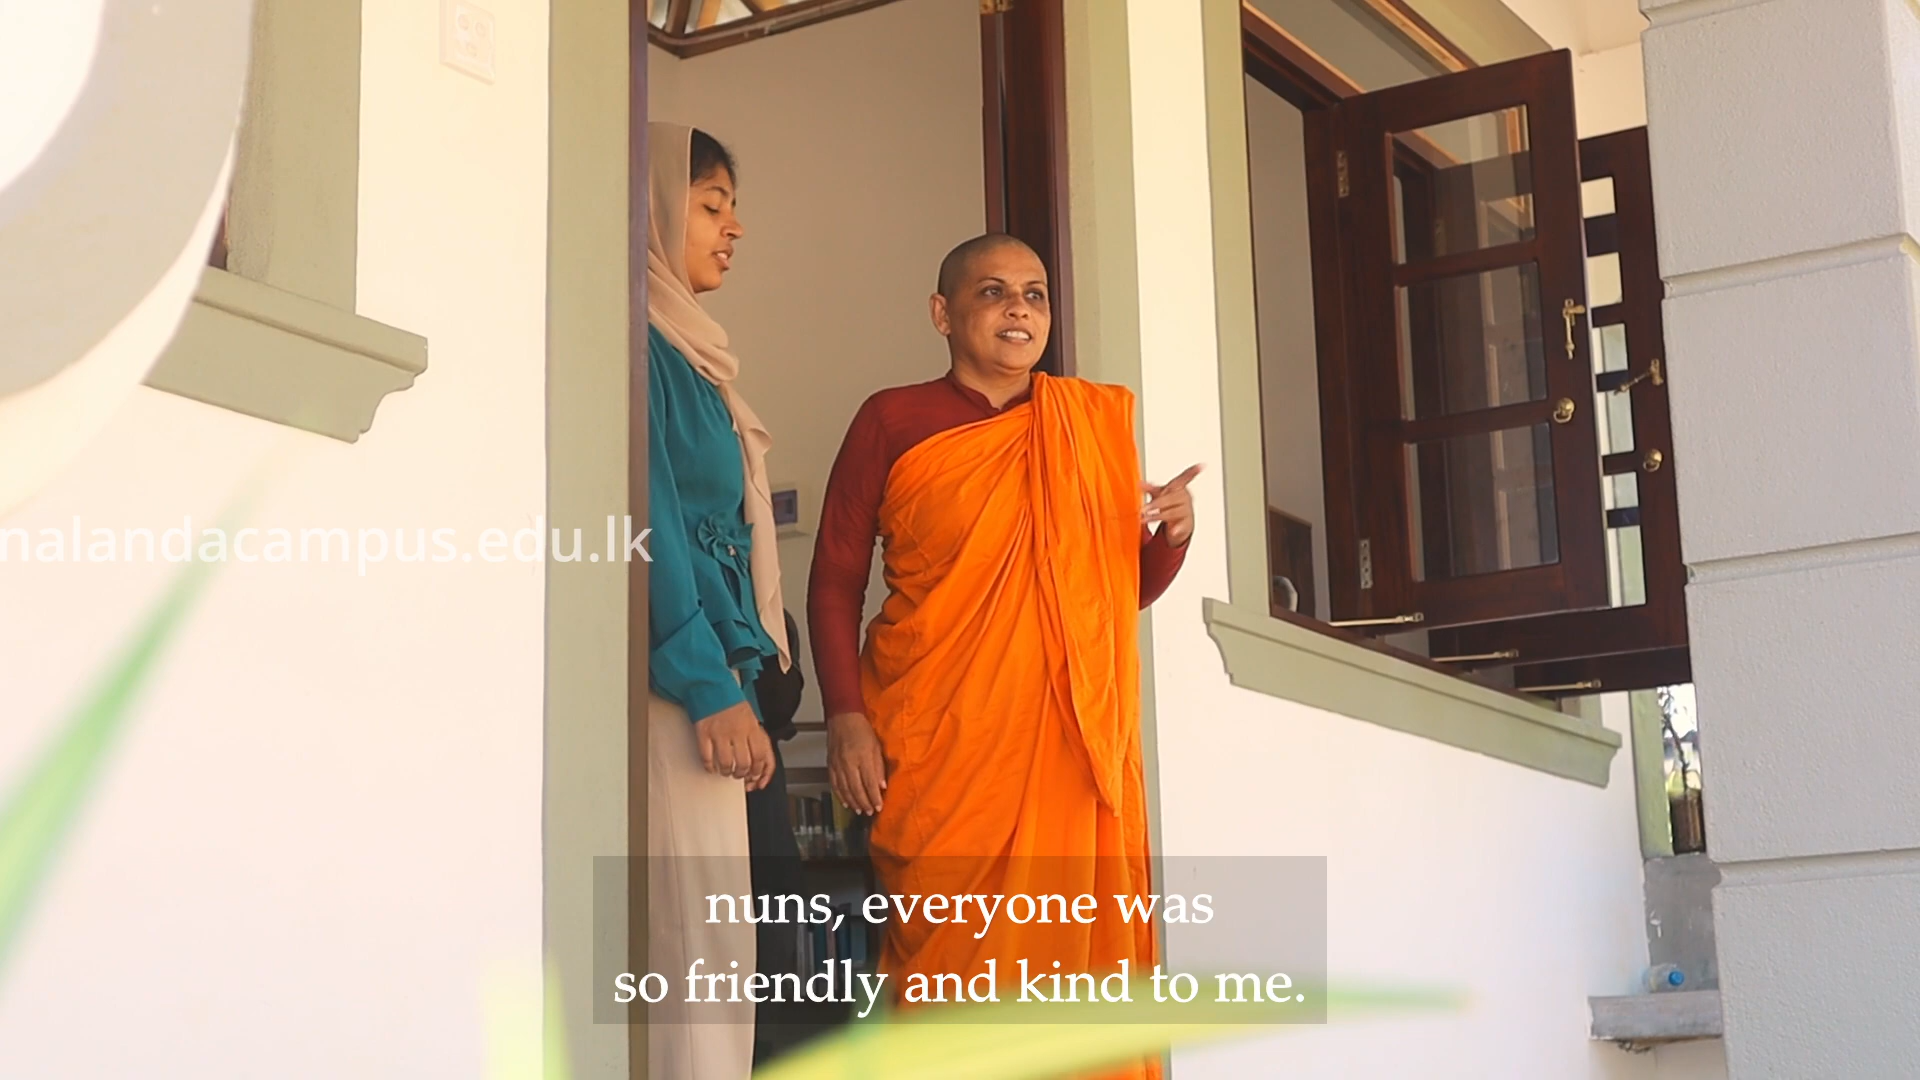 nalandacampus.edu.lk
nuns, everyone was
so friendly and kind to me.